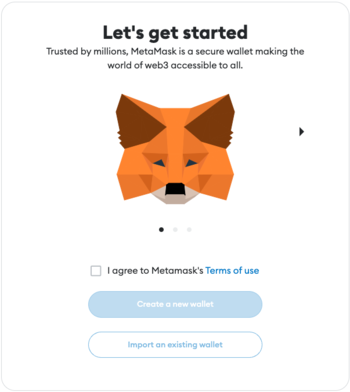 Let's get started
Trusted by millions, MetaMask is a secure wallet making the
world of web3 accessible to all.
I agree to Metamask's Terms of use
Create a new wallet
Import an existing wallet